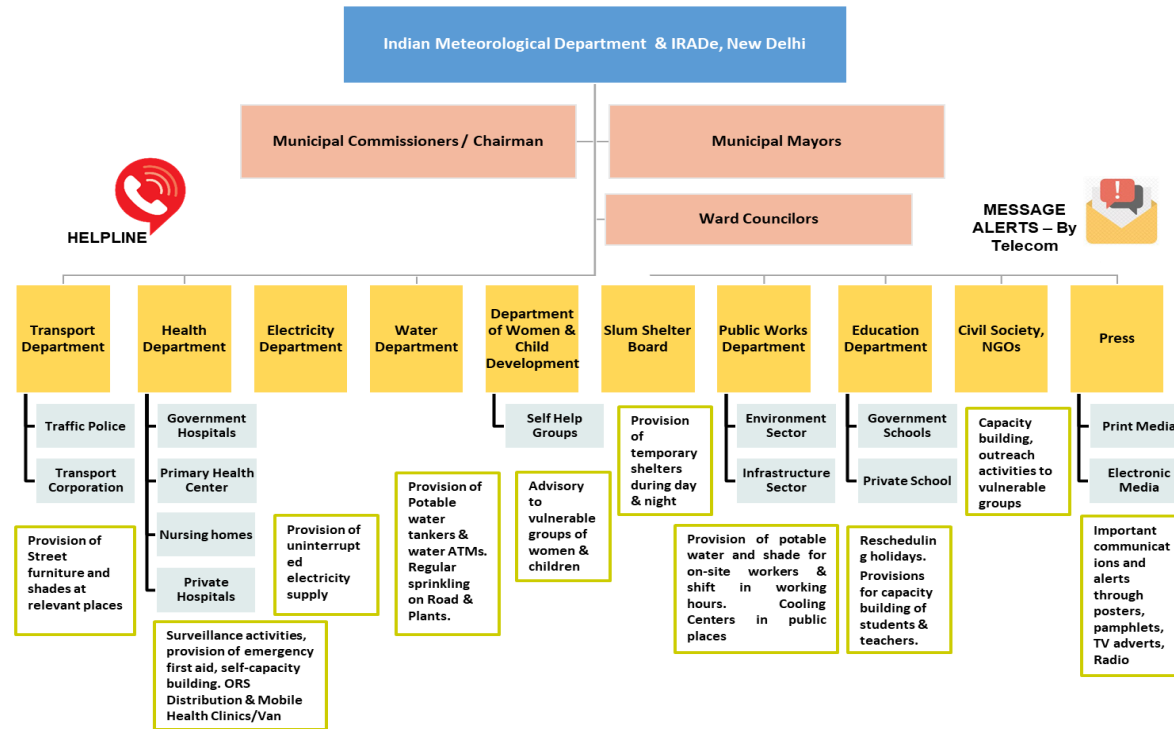 Indian Meteorological Department & IRADe, New Delhi
Municipal Commissioners / Chairman
Municipal Mayors
Ward Councilors
HELPLINE
MESSAGE
ALERTS – By
Telecom
Transport
Department
Health
Department
Electricity
Department
Water
Department
Department
of Women &
Child
Development
Slum Shelter
Board
Public Works
Department
Education
Department
Civil Society,
NGOs
Press
Traffic Police
Transport
Corporation
Provision of
Street
furniture and
shades at
relevant places
Government
Hospitals
Primary Health
Center
Nursing homes
Private
Hospitals
Surveillance activities,
provision of emergency
first aid, self-capacity
building. ORS
Distribution & Mobile
Health Clinics/Van
Provision of
uninterrupt
ed
electricity
supply
Provision of
Potable
water
tankers &
water ATMs.
Regular
sprinkling
on Road &
Plants.
Self Help
Groups
Advisory
to
vulnerable
groups of
women &
children
Provision
of
temporary
shelters
during day
& night
Environment
Sector
Infrastructure
Sector
Provision of potable
water and shade for
on-site workers &
shift in working
hours. Cooling
Centers in public
places
Government
Schools
Private School
Reschedulin
g holidays.
Provisions
for capacity
building of
students &
teachers.
Capacity
building,
outreach
activities to
vulnerable
groups
Print Media
Electronic
Media
Important
communicat
ions and
alerts
through
posters,
pamphlets,
TV adverts,
Radio